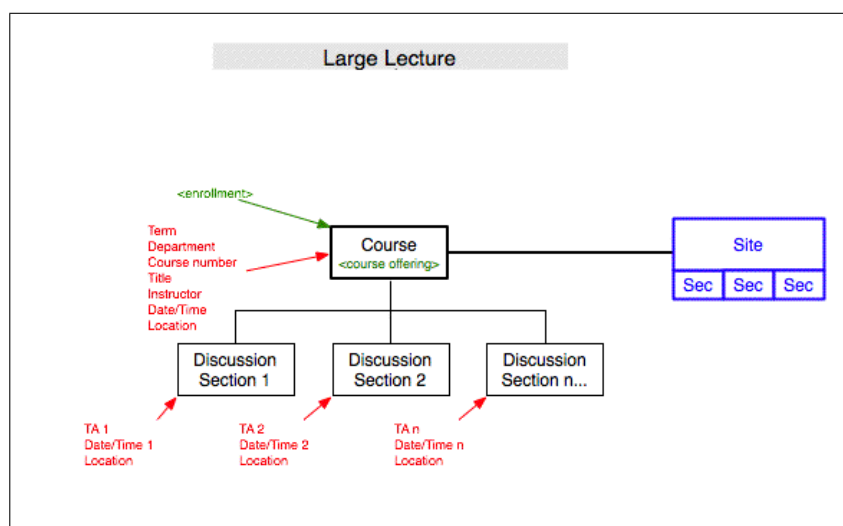 Large Lecture
<enrollment>
Term
Department
Course number
Title
Instructor
Date/Time
Location
Course
<course offering>
Site
Sec Sec Sec
Discussion
Section 1
Discussion
Section 2
Discussion
Section n...
TA 1
Date/Time 1
Location
TA 2
Date/Time 2
Location
TA n
Date/Time n
Location